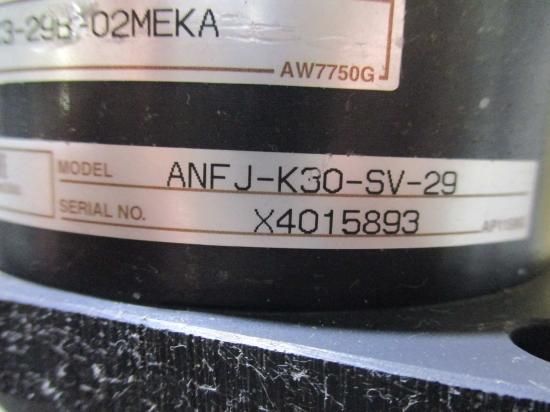 3-29B-02MEKA
AW7750G
MODEL ANFJ-K30-SV-29
SERIAL NO. X4015893